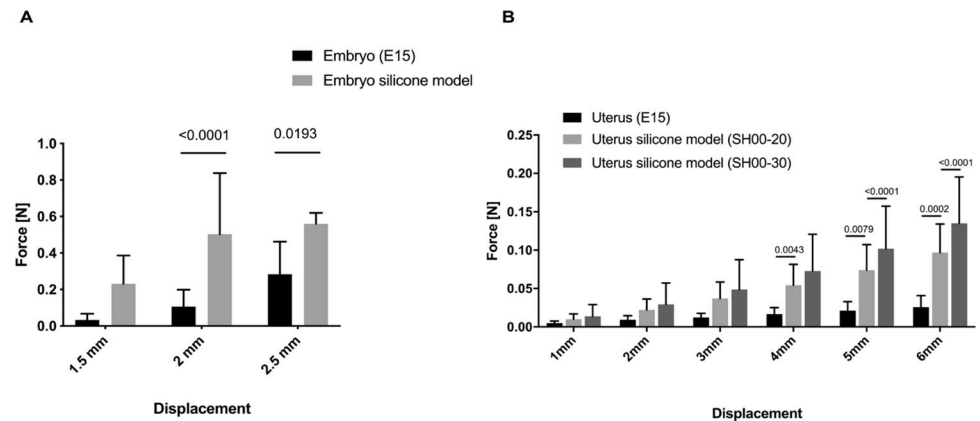 A
Embryo (E15)
Embryo silicone model
<0.0001
0.0193
1.0
0.8
0.6
0.4
0.2
0.0
Force [N]
1.5 mm
2 mm
2.5 mm
Displacement
B
Uterus (E15)
Uterus silicone model (SH00-20)
Uterus silicone model (SH00-30)
0.25
0.20
0.15
0.10
0.05
0.00
Force [N]
0.0043
0.0079
<0.0001
0.0002
<0.0001
1mm
2mm
3mm
4mm
5mm
6mm
Displacement